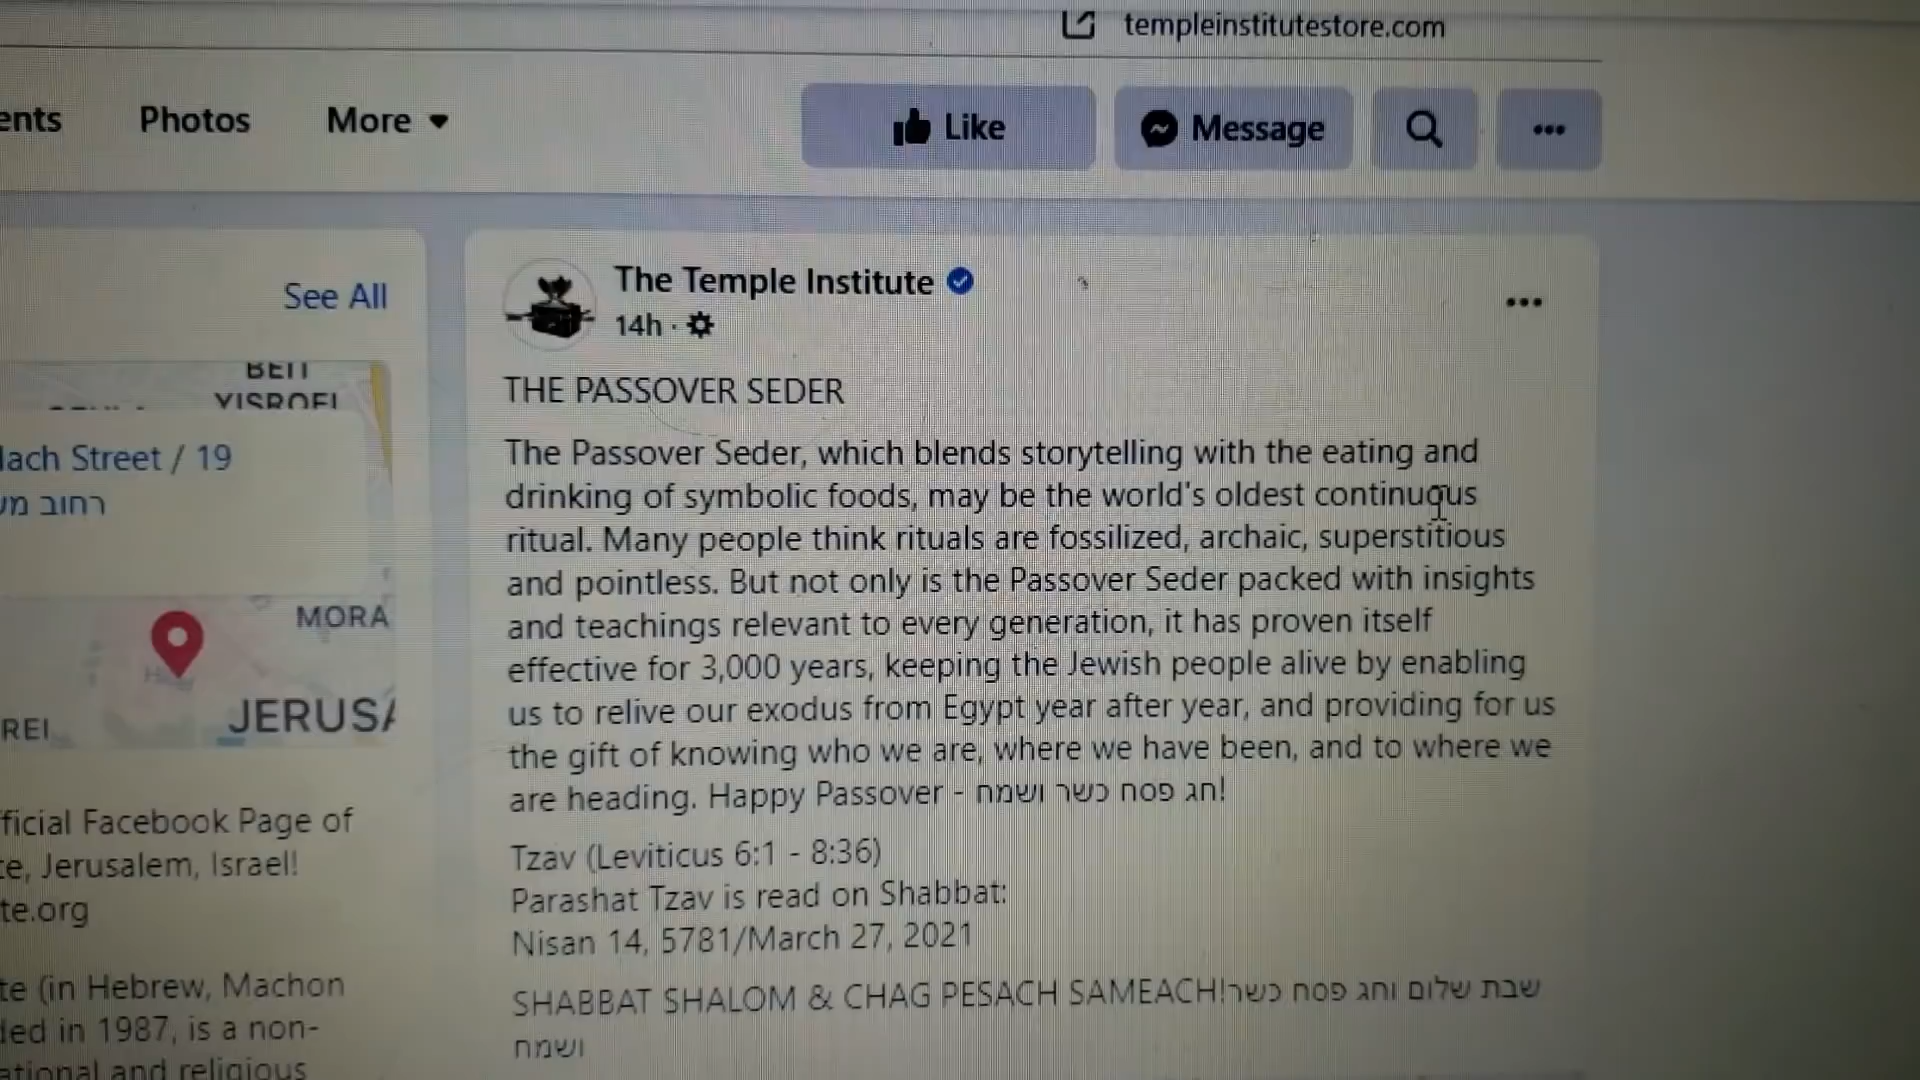 templeinstitutestore.com
ents Photos More
Like Message
See All
BEIT
YISROEL
lach Street / 19
רחוב מש
MORA
JERUSA
REI
fficial Facebook Page of
te, Jerusalem, Israel!
te.org
te (in Hebrew, Machon
ded in 1987, is a non-
ational and religious
The Temple Institute
14h ·
THE PASSOVER SEDER
The Passover Seder, which blends storytelling with the eating and
drinking of symbolic foods, may be the world's oldest continuous
ritual. Many people think rituals are fossilized, archaic, superstitious
and pointless. But not only is the Passover Seder packed with insights
and teachings relevant to every generation, it has proven itself
effective for 3,000 years, keeping the Jewish people alive by enabling
us to relive our exodus from Egypt year after year, and providing for us
the gift of knowing who we are, where we have been, and to where we
are heading. Happy Passover - חג פסח כשר ושמח!
Tzav (Leviticus 6:1 - 8:36)
Parashat Tzav is read on Shabbat:
Nisan 14, 5781/March 27, 2021
SHABBAT SHALOM & CHAG PESACH SAMEACH!שבת שלום וחג פסח כשר
ושמח